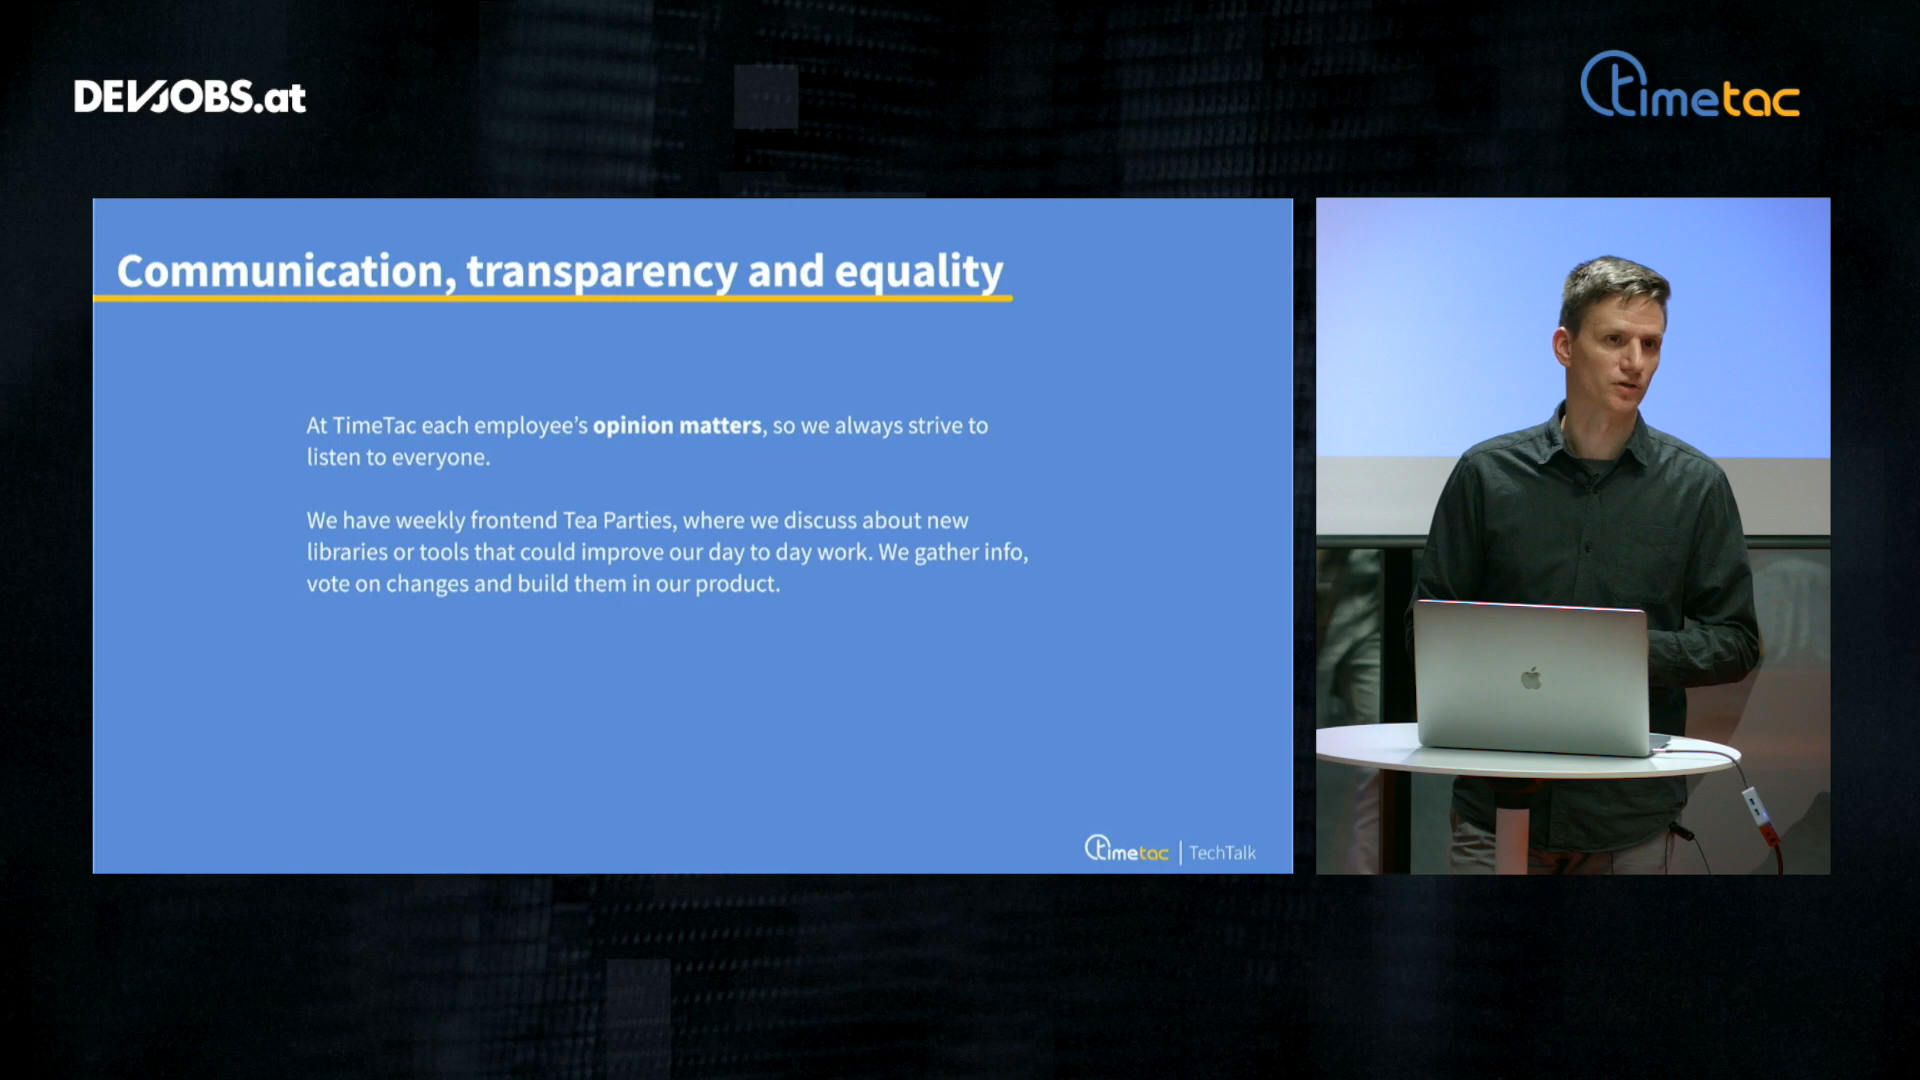 DEVJOBS.at
timetac
Communication, transparency and equality
At TimeTac each employee's opinion matters, so we always strive to
listen to everyone.
We have weekly frontend Tea Parties, where we discuss about new
libraries or tools that could improve our day to day work. We gather info,
vote on changes and build them in our product.
timetac | TechTalk